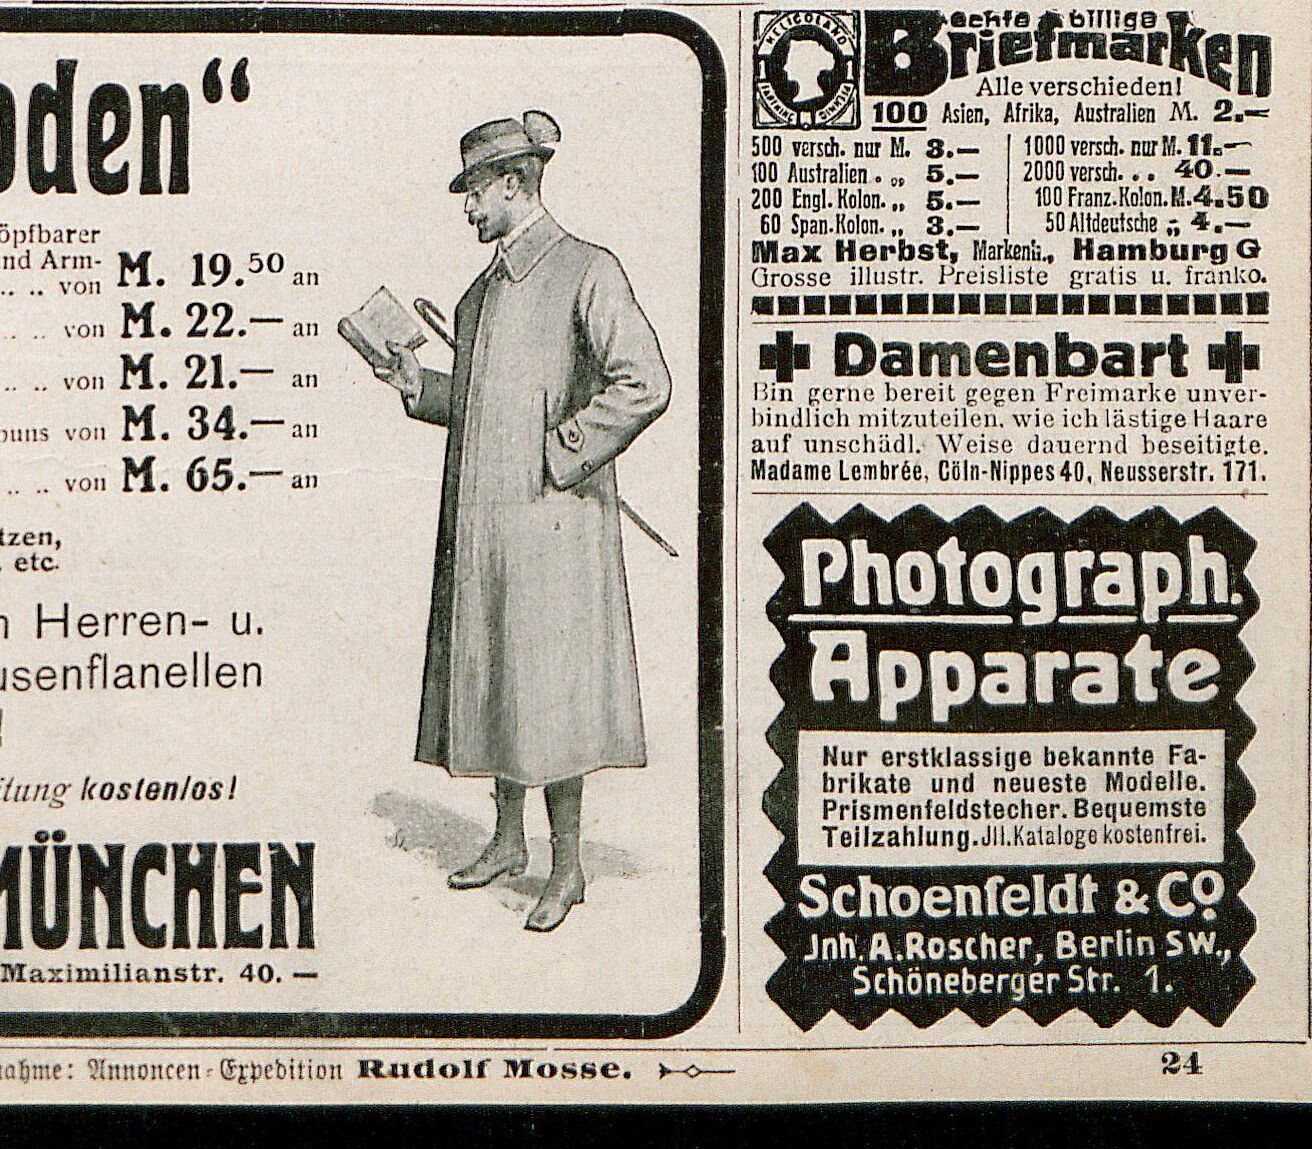 oden“
öpfbarer
nd Arm-
.. .. von M. 19.50 an
.. .. von M. 22.— an
.. .. von M. 21.— an
ouns von M. 34.— an
.. .. von M. 65.— an
tzen,
. etc.
n Herren- u.
usenflanellen
!
itung kostenlos!
MÜNCHEN
Maximilianstr. 40. —
HELIGOLAND
FARTHING PFENNIG
echte billige
Briefmarken
Alle verschieden!
100 Asien, Afrika, Australien M. 2.—
500 versch. nur M. 3.—
100 Australien . „ 5.—
200 Engl. Kolon. „ 5.—
60 Span. Kolon. „ 3.—
1000 versch. nur M. 11.—
2000 versch. . . 40.—
100 Franz. Kolon. M. 4.50
50 Altdeutsche „ 4.—
Max Herbst, Markenh., Hamburg G
Grosse illustr. Preisliste gratis u. franko.
Damenbart
Bin gerne bereit gegen Freimarke unver-
bindlich mitzuteilen, wie ich lästige Haare
auf unschädl. Weise dauernd beseitigte.
Madame Lembrée, Cöln-Nippes 40, Neusserstr. 171.
Photograph.
Apparate
Nur erstklassige bekannte Fa-
brikate und neueste Modelle.
Prismenfeldstecher. Bequemste
Teilzahlung. Jll. Kataloge kostenfrei.
Schoenfeldt & Co.
Jnh. A. Roscher, Berlin SW.,
Schöneberger Str. 1.
nahme: Annoncen-Expedition Rudolf Mosse.
24